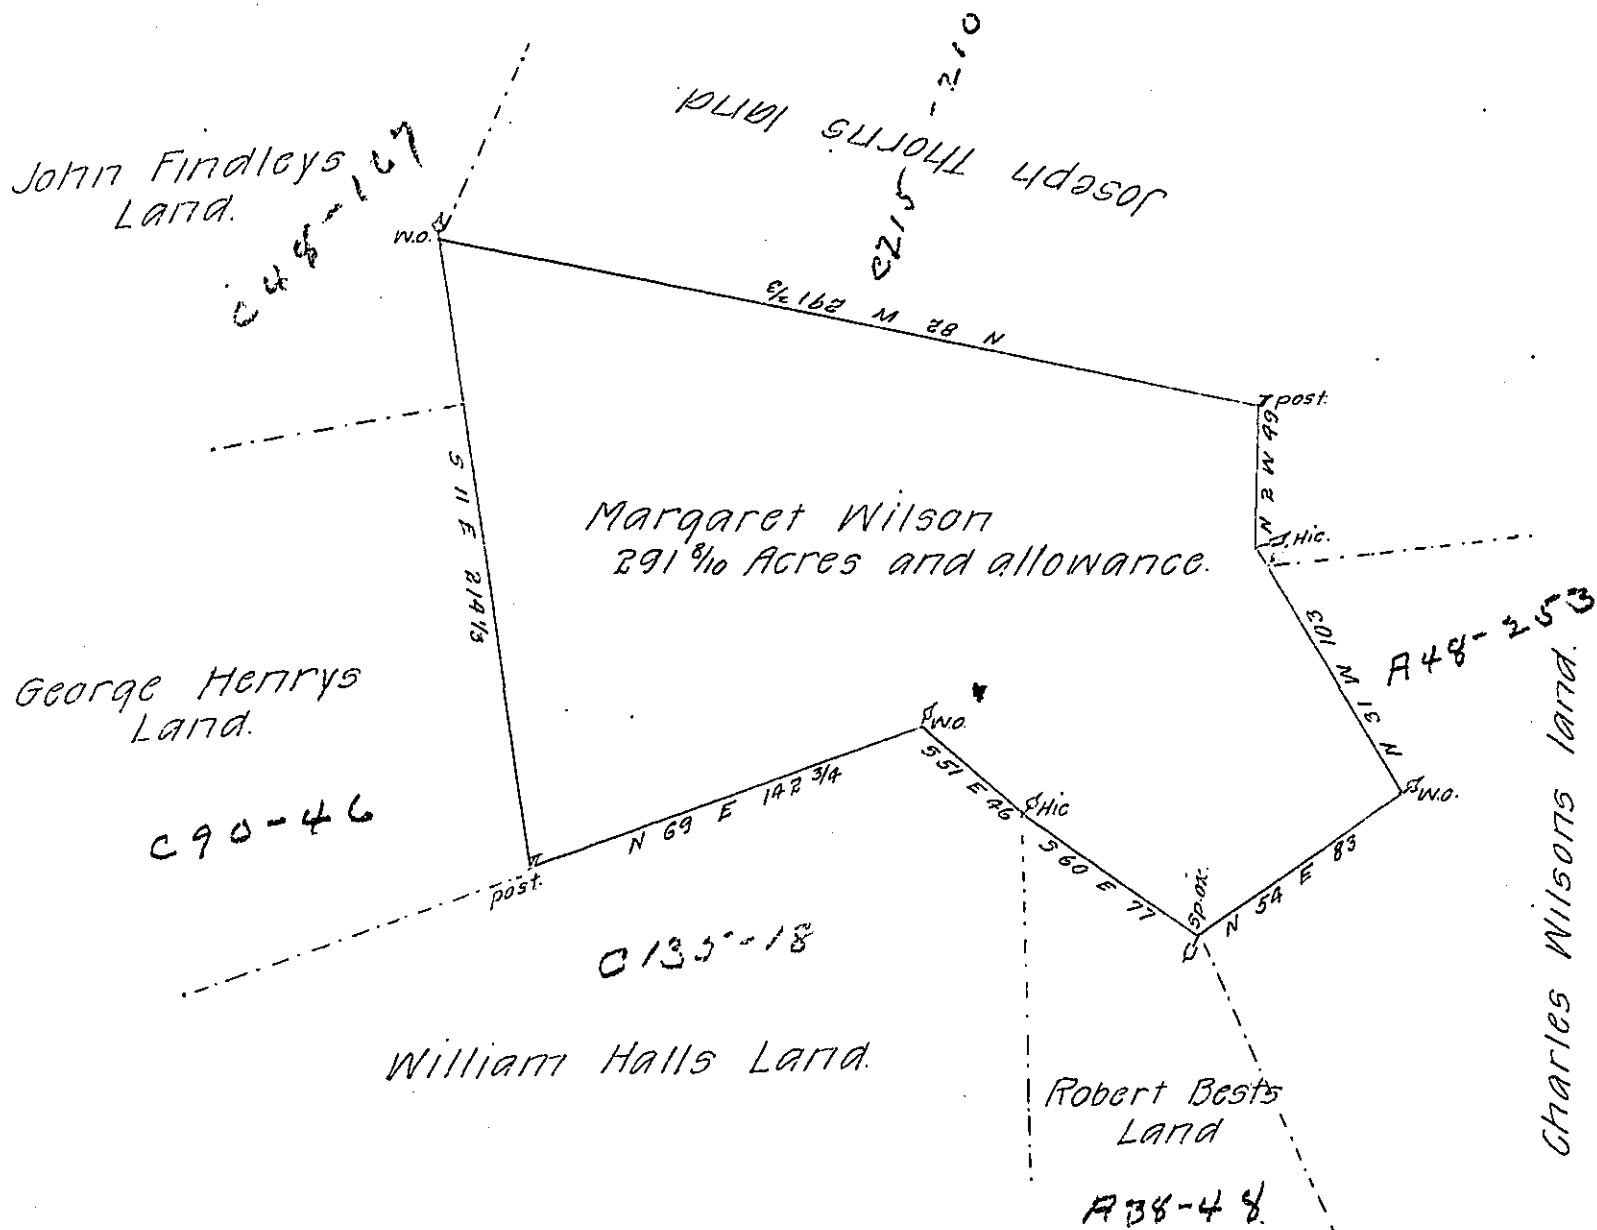 John Findleys
Land.
C48-167
Joseph Thorns land
C215-210
W.O.
N 82 W 291 2/3
post.
N 2 W 49
Hic.
S 11 E 214 1/3
Margaret Wilson
291 8/10 Acres and allowance.
N 31 W 103
A48-253
Charles Wilsons land.
George Henrys
Land.
C90-46
W.O.
S 51 E 46
Hic
N 69 E 142 3/4
post.
S 60 E 77
Sp.ok.
N 54 E 83
W.O.
C135-18
William Halls Land.
Robert Bests
Land
A38-48